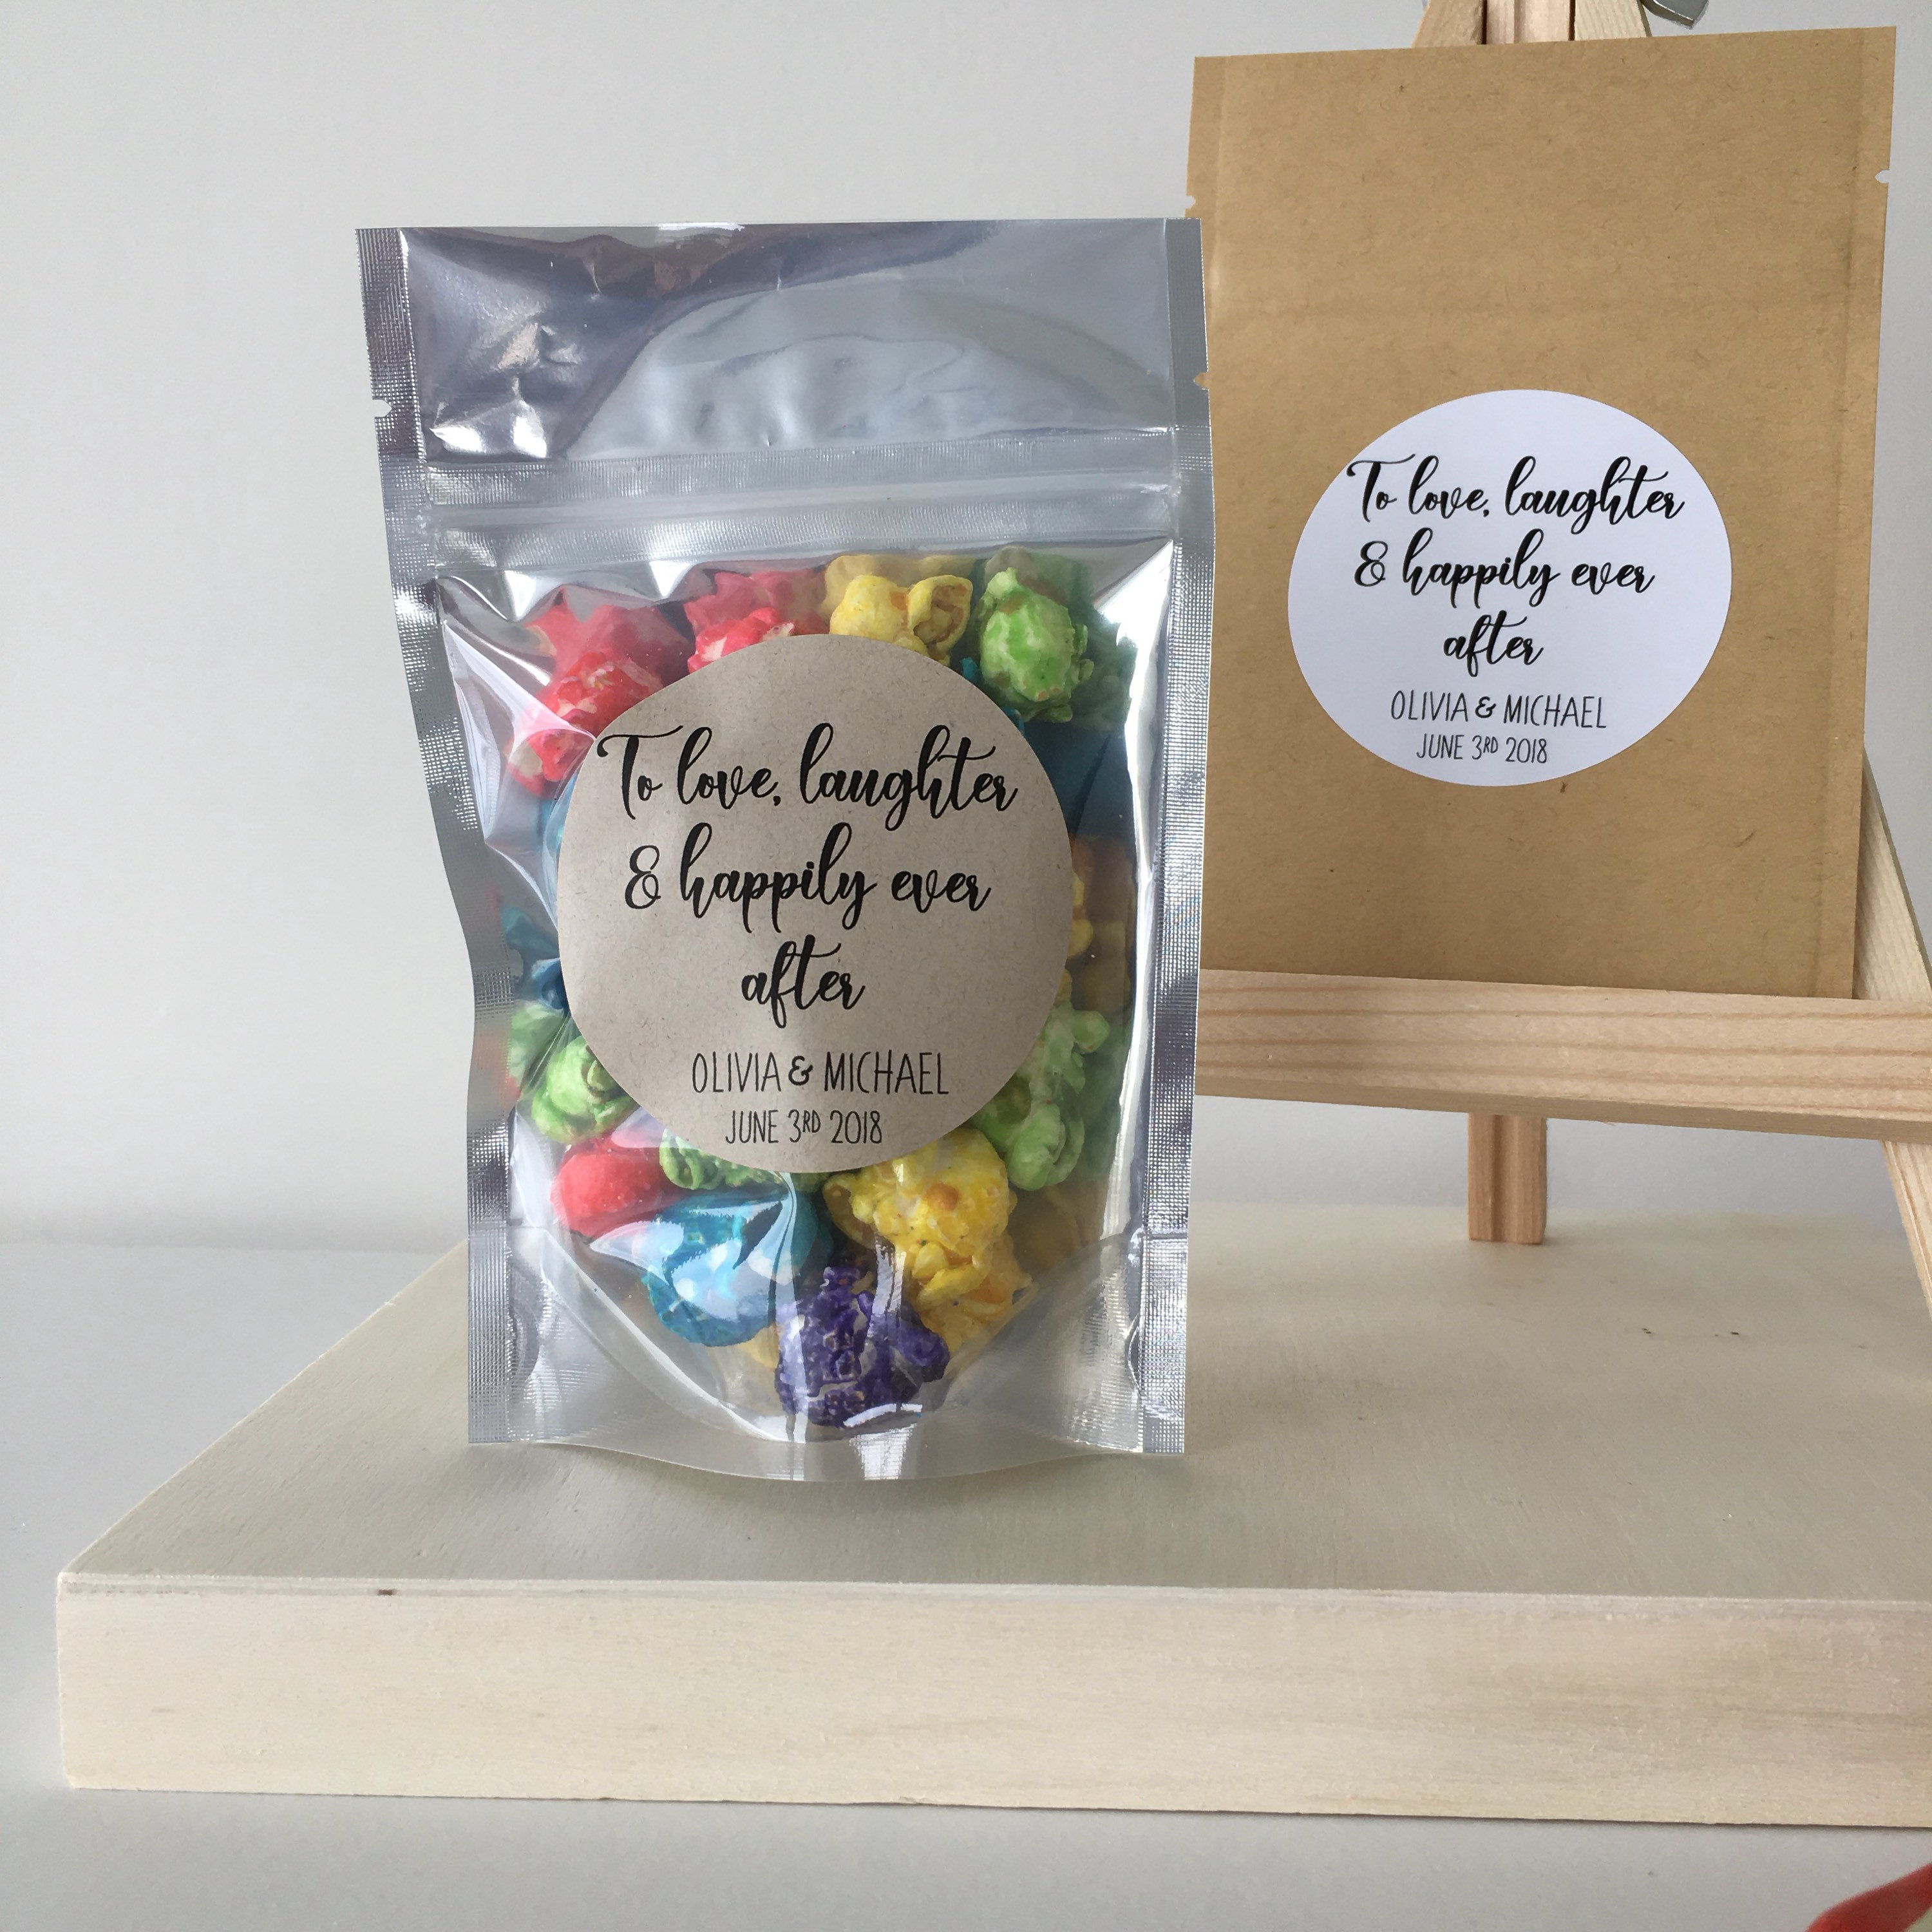 To love, laughter
& happily ever
after
OLIVIA & MICHAEL
JUNE 3RD 2018
To love, laughter
& happily ever
after
OLIVIA & MICHAEL
JUNE 3RD 2018